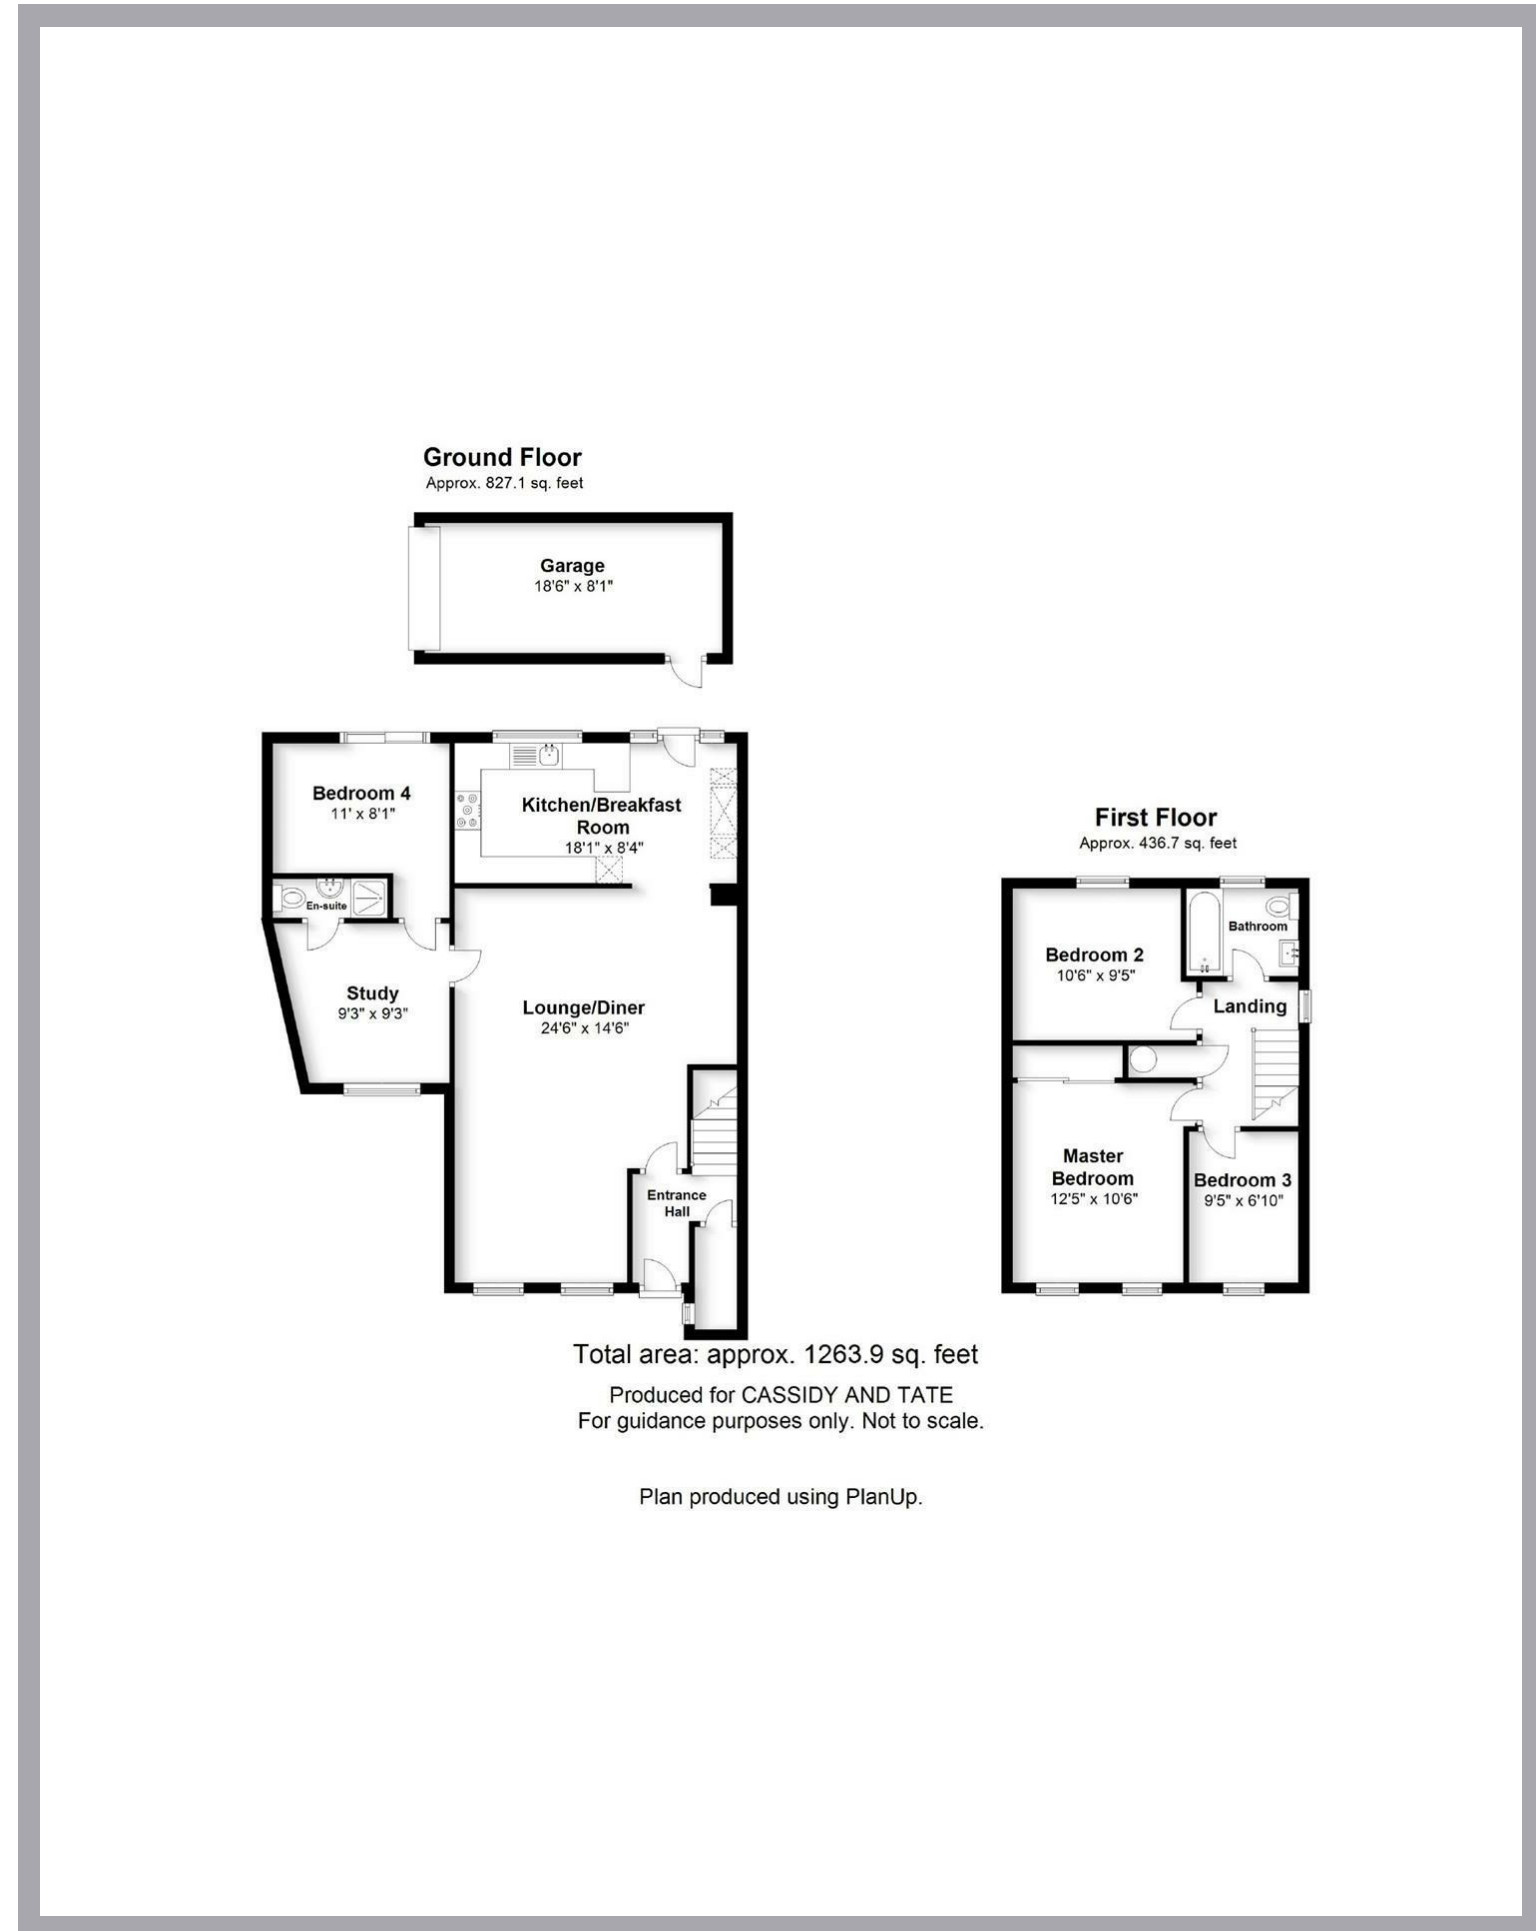 Ground Floor
Approx. 827.1 sq. feet
Garage
18'6" x 8'1"
Bedroom 4
11' x 8'1"
Kitchen/Breakfast
Room
18'1" x 8'4"
En-suite
Study
9'3" x 9'3"
Lounge/Diner
24'6" x 14'6"
Entrance
Hall
First Floor
Approx. 436.7 sq. feet
Bedroom 2
10'6" x 9'5"
Bathroom
Landing
Master
Bedroom
12'5" x 10'6"
Bedroom 3
9'5" x 6'10"
Total area: approx. 1263.9 sq. feet
Produced for CASSIDY AND TATE
For guidance purposes only. Not to scale.
Plan produced using PlanUp.